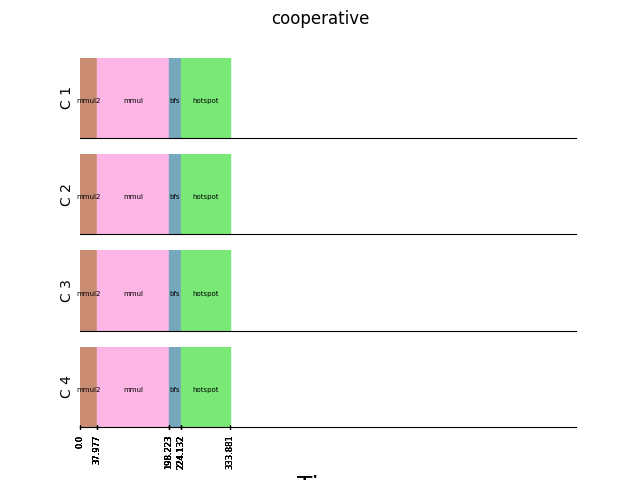 cooperative
C 1
mmul2 mmul bfs hotspot
C 2
mmul2 mmul bfs hotspot
C 3
mmul2 mmul bfs hotspot
C 4
mmul2 mmul bfs hotspot
0.0 37.977 198.223 224.132 333.881